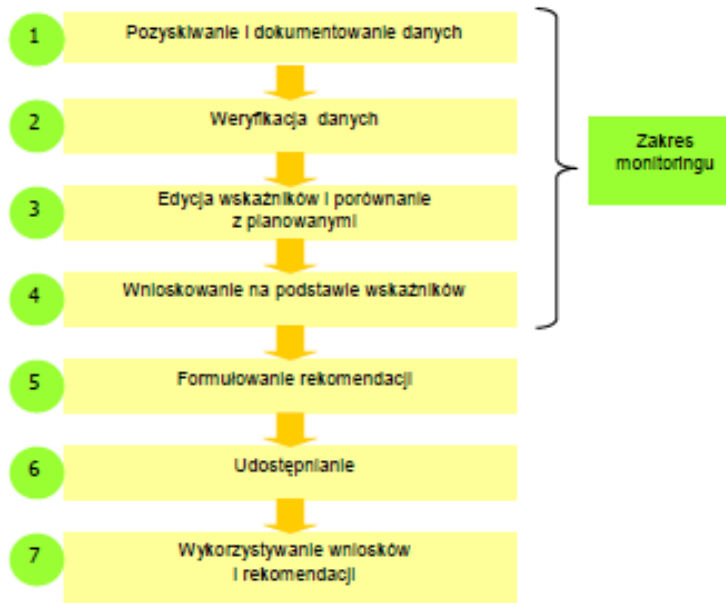 1
Pozyskiwanie i dokumentowanie danych
2
Weryfikacja danych
Zakres
monitoringu
3
Edycja wskaźników i porównanie
z planowanymi
4
Wnioskowanie na podstawie wskaźników
5
Formułowanie rekomendacji
6
Udostępnianie
7
Wykorzystywanie wniosków
i rekomendacji